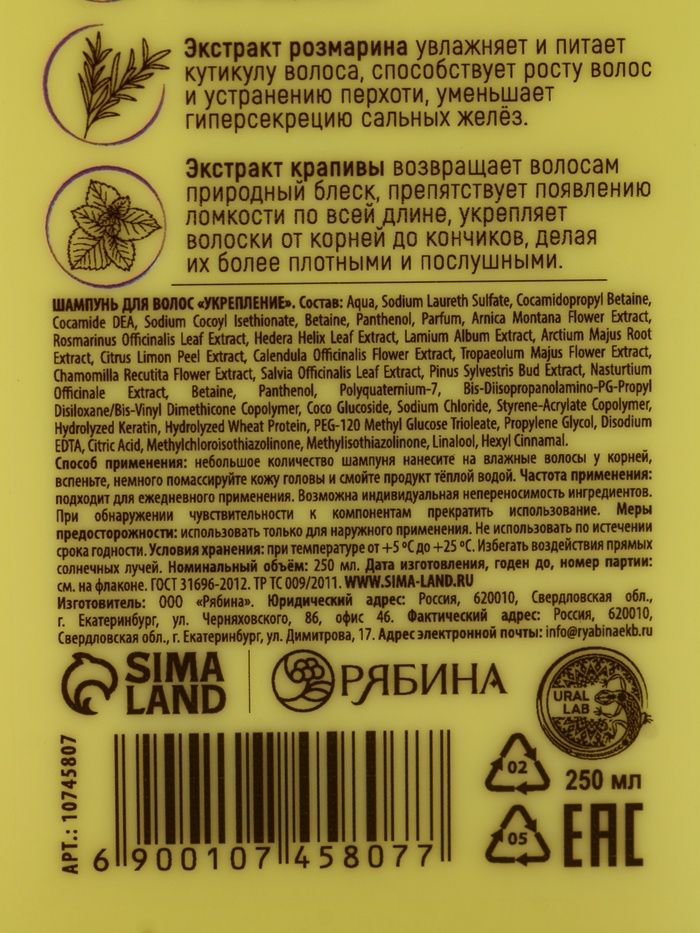 Экстракт розмарина увлажняет и питает
кутикулу волоса, способствует росту волос
и устранению перхоти, уменьшает
гиперсекрецию сальных желёз.
Экстракт крапивы возвращает волосам
природный блеск, препятствует появлению
ломкости по всей длине, укрепляет
волоски от корней до кончиков, делая
их более плотными и послушными.
ШАМПУНЬ ДЛЯ ВОЛОС «УКРЕПЛЕНИЕ». Состав: Aqua, Sodium Laureth Sulfate, Cocamidopropyl Betaine,
Cocamide DEA, Sodium Cocoyl Isethionate, Betaine, Panthenol, Parfum, Arnica Montana Flower Extract,
Rosmarinus Officinalis Leaf Extract, Hedera Helix Leaf Extract, Lamium Album Extract, Arctium Majus Root
Extract, Citrus Limon Peel Extract, Calendula Officinalis Flower Extract, Tropaeolum Majus Flower Extract,
Chamomilla Recutita Flower Extract, Salvia Officinalis Leaf Extract, Pinus Sylvestris Bud Extract, Nasturtium
Officinale Extract, Betaine, Panthenol, Polyquaternium-7, Bis-Diisopropanolamino-PG-Propyl
Disiloxane/Bis-Vinyl Dimethicone Copolymer, Coco Glucoside, Sodium Chloride, Styrene-Acrylate Copolymer,
Hydrolyzed Keratin, Hydrolyzed Wheat Protein, PEG-120 Methyl Glucose Trioleate, Propylene Glycol, Disodium
EDTA, Citric Acid, Methylchloroisothiazolinone, Methylisothiazolinone, Linalool, Hexyl Cinnamal.
Способ применения: небольшое количество шампуня нанесите на влажные волосы у корней,
вспеньте, немного помассируйте кожу головы и смойте продукт тёплой водой. Частота применения:
подходит для ежедневного применения. Возможна индивидуальная непереносимость ингредиентов.
При обнаружении чувствительности к компонентам прекратить использование. Меры
предосторожности: использовать только для наружного применения. Не использовать по истечении
срока годности. Условия хранения: при температуре от +5 ºС до +25 ºС. Избегать воздействия прямых
солнечных лучей. Номинальный объём: 250 мл. Дата изготовления, годен до, номер партии:
см. на флаконе. ГОСТ 31696-2012. ТР ТС 009/2011. WWW.SIMA-LAND.RU
Изготовитель: ООО «Рябина». Юридический адрес: Россия, 620010, Свердловская обл.,
г. Екатеринбург, ул. Черняховского, 86, офис 46. Фактический адрес: Россия, 620010,
Свердловская обл., г. Екатеринбург, ул. Димитрова, 17. Адрес электронной почты: info@ryabinaekb.ru
SIMA
LAND
РЯБИНА
URAL
LAB
АРТ.: 10745807
6 900107 458077
02
250 мл
05
EAC